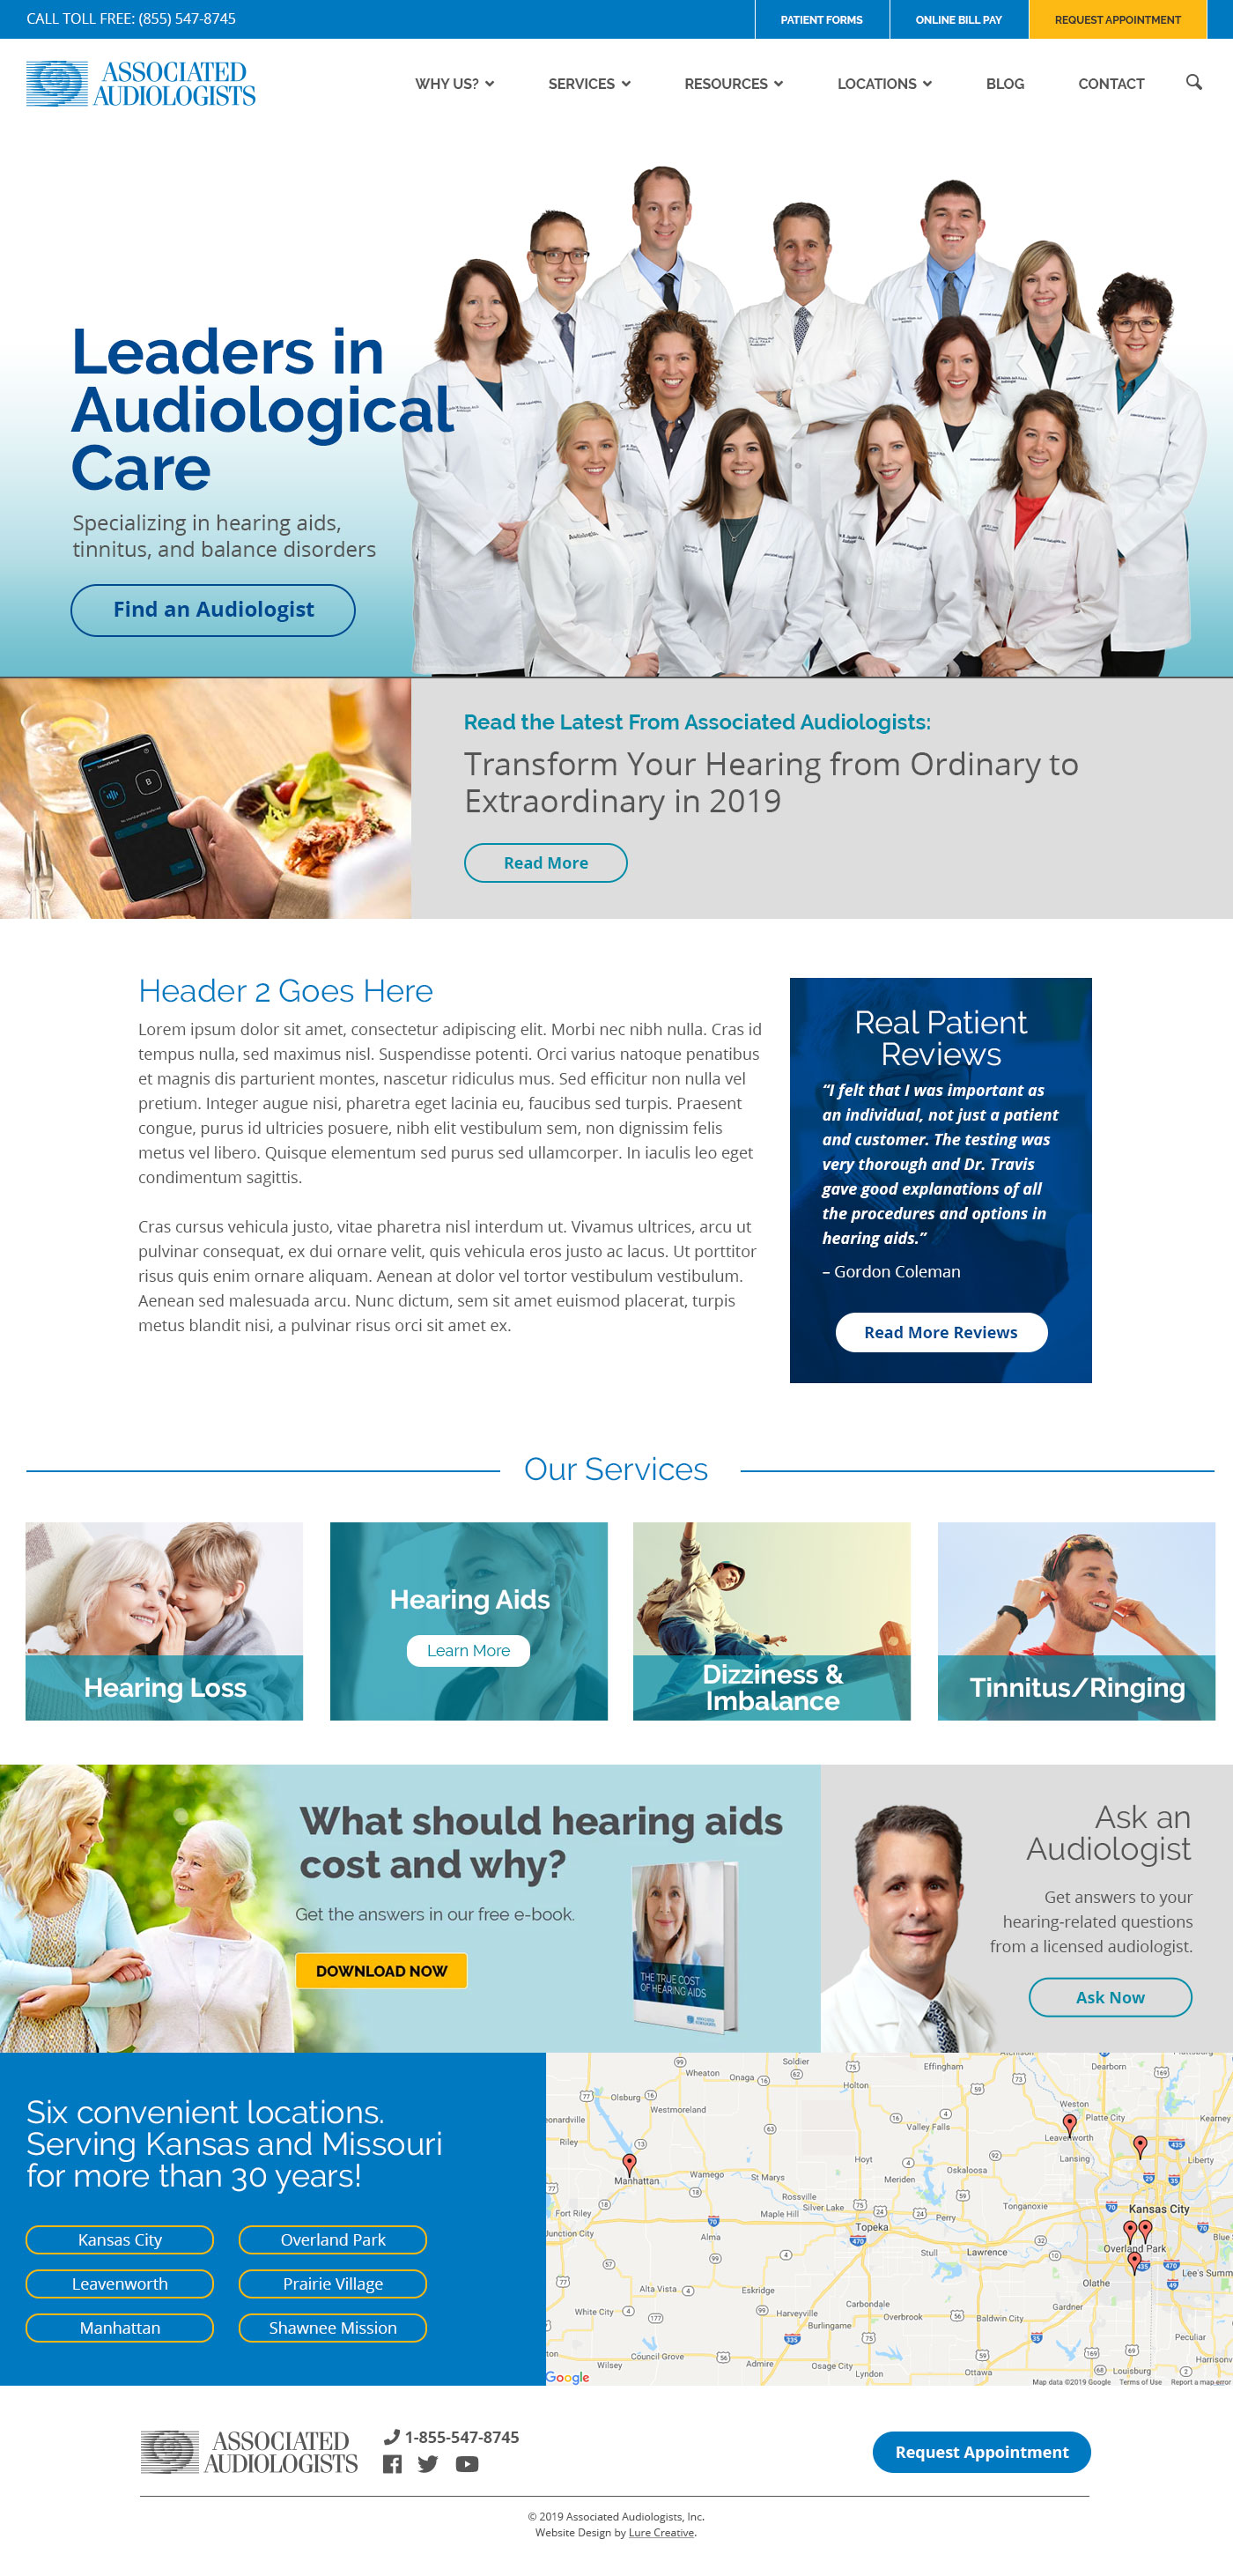 CALL TOLL FREE: (855) 547-8745
PATIENT FORMS
ONLINE BILL PAY
REQUEST APPOINTMENT
ASSOCIATED
AUDIOLOGISTS
WHY US?
SERVICES
RESOURCES
LOCATIONS
BLOG
CONTACT
Leaders in
Audiological
Care
Specializing in hearing aids,
tinnitus, and balance disorders
Find an Audiologist
B
Read the Latest From Associated Audiologists:
Transform Your Hearing from Ordinary to
Extraordinary in 2019
Read More
Header 2 Goes Here
Lorem ipsum dolor sit amet, consectetur adipiscing elit. Morbi nec nibh nulla. Cras id
tempus nulla, sed maximus nisl. Suspendisse potenti. Orci varius natoque penatibus
et magnis dis parturient montes, nascetur ridiculus mus. Sed efficitur non nulla vel
pretium. Integer augue nisi, pharetra eget lacinia eu, faucibus sed turpis. Praesent
congue, purus id ultricies posuere, nibh elit vestibulum sem, non dignissim felis
metus vel libero. Quisque elementum sed purus sed ullamcorper. In iaculis leo eget
condimentum sagittis.
Cras cursus vehicula justo, vitae pharetra nisl interdum ut. Vivamus ultrices, arcu ut
pulvinar consequat, ex dui ornare velit, quis vehicula eros justo ac lacus. Ut porttitor
risus quis enim ornare aliquam. Aenean at dolor vel tortor vestibulum vestibulum.
Aenean sed malesuada arcu. Nunc dictum, sem sit amet euismod placerat, turpis
metus blandit nisi, a pulvinar risus orci sit amet ex.
Real Patient
Reviews
“I felt that I was important as
an individual, not just a patient
and customer. The testing was
very thorough and Dr. Travis
gave good explanations of all
the procedures and options in
hearing aids.”
– Gordon Coleman
Read More Reviews
Our Services
Hearing Loss
Hearing Aids
Learn More
Dizziness &
Imbalance
Tinnitus/Ringing
What should hearing aids
cost and why?
Get the answers in our free e-book.
DOWNLOAD NOW
THE TRUE COST
OF HEARING AIDS
ASSOCIATED
AUDIOLOGISTS
Ask an
Audiologist
Get answers to your
hearing-related questions
from a licensed audiologist.
Ask Now
Six convenient locations.
Serving Kansas and Missouri
for more than 30 years!
Kansas City
Overland Park
Leavenworth
Prairie Village
Manhattan
Shawnee Mission
Soldier
Effingham
Atchison
Dearborn
Wheaton
Onaga
Holton
Olsburg
Westmoreland
Weston
Platte City
Kearney
Valley Falls
Leavenworth
Riley
Lansing
Liberty
Hoyt
Oskaloosa
Manhattan
Wamego
St Marys
Meriden
Rossville
Silver Lake
Perry
Tonganoxie
Kansas City
Fort Riley
Maple Hill
Junction City
Alma
Topeka
Stull
Lawrence
Overland Park
Lee's Summ
Olathe
Alta Vista
Eskridge
White City
Harveyville
Carbondale
Overbrook
Baldwin City
Gardner
Burlingame
Peculiar
Wilsey
Council Grove
Admire
Osage City
Lyndon
Ottawa
Louisburg
Harrisonv
Google
Map data ©2019 Google
Terms of Use
Report a map error
ASSOCIATED
AUDIOLOGISTS
1-855-547-8745
Request Appointment
© 2019 Associated Audiologists, Inc.
Website Design by Lure Creative.